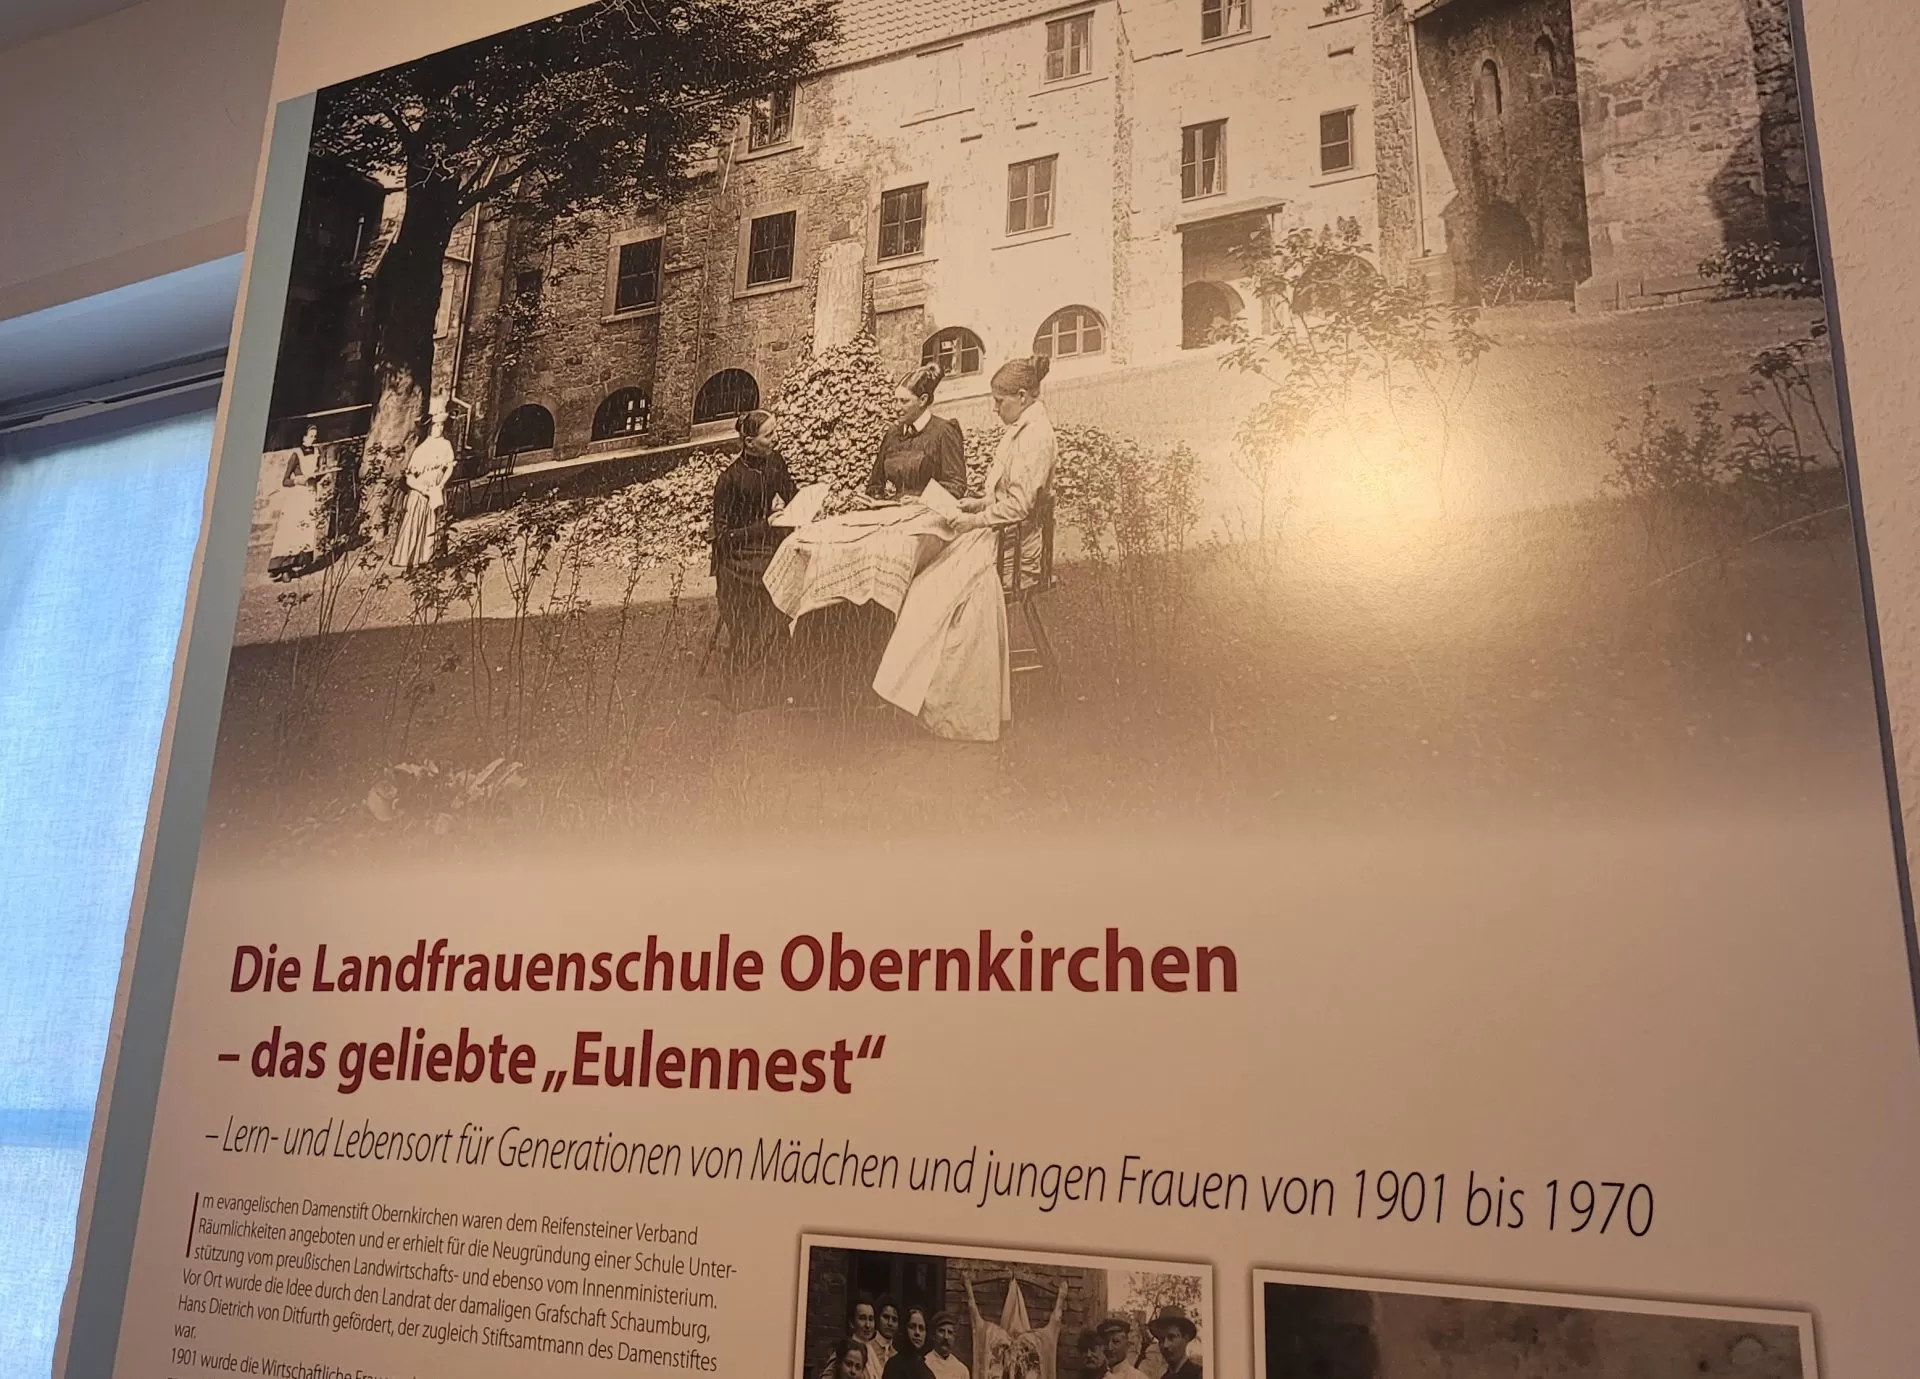 Die Landfrauenschule Obernkirchen
– das geliebte „Eulennest“
– Lern- und Lebensort für Generationen von Mädchen und jungen Frauen von 1901 bis 1970
Im evangelischen Damenstift Obernkirchen waren dem Reifensteiner Verband
Räumlichkeiten angeboten und er erhielt für die Neugründung einer Schule Unter-
stützung vom preußischen Landwirtschafts- und ebenso vom Innenministerium.
Vor Ort wurde die Idee durch den Landrat der damaligen Grafschaft Schaumburg,
Hans Dietrich von Ditfurth gefördert, der zugleich Stiftsamtmann des Damenstiftes
war.
1901 wurde die Wirtschaftliche